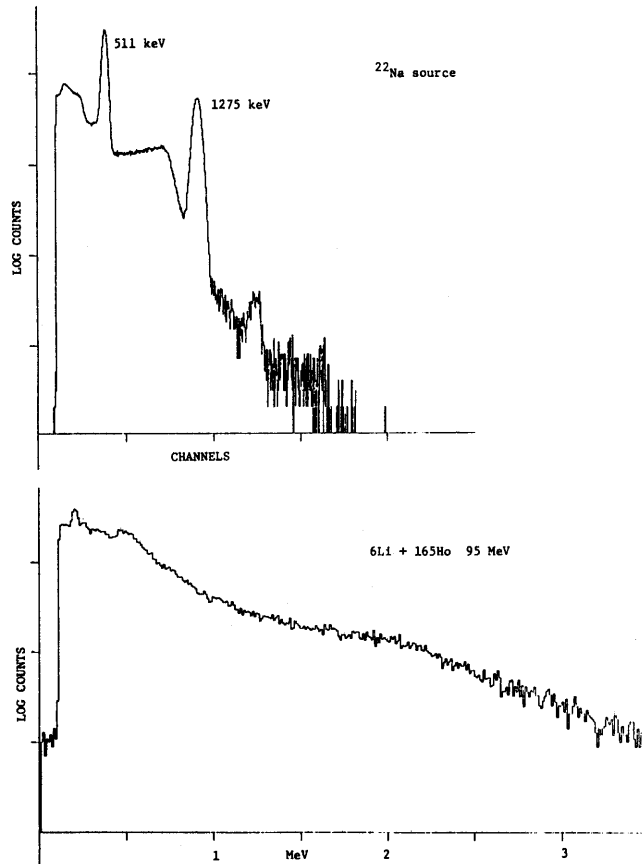 511 keV
²²Na source
1275 keV
LOG COUNTS
CHANNELS
6Li + 165Ho 95 MeV
LOG COUNTS
1 MeV 2 3